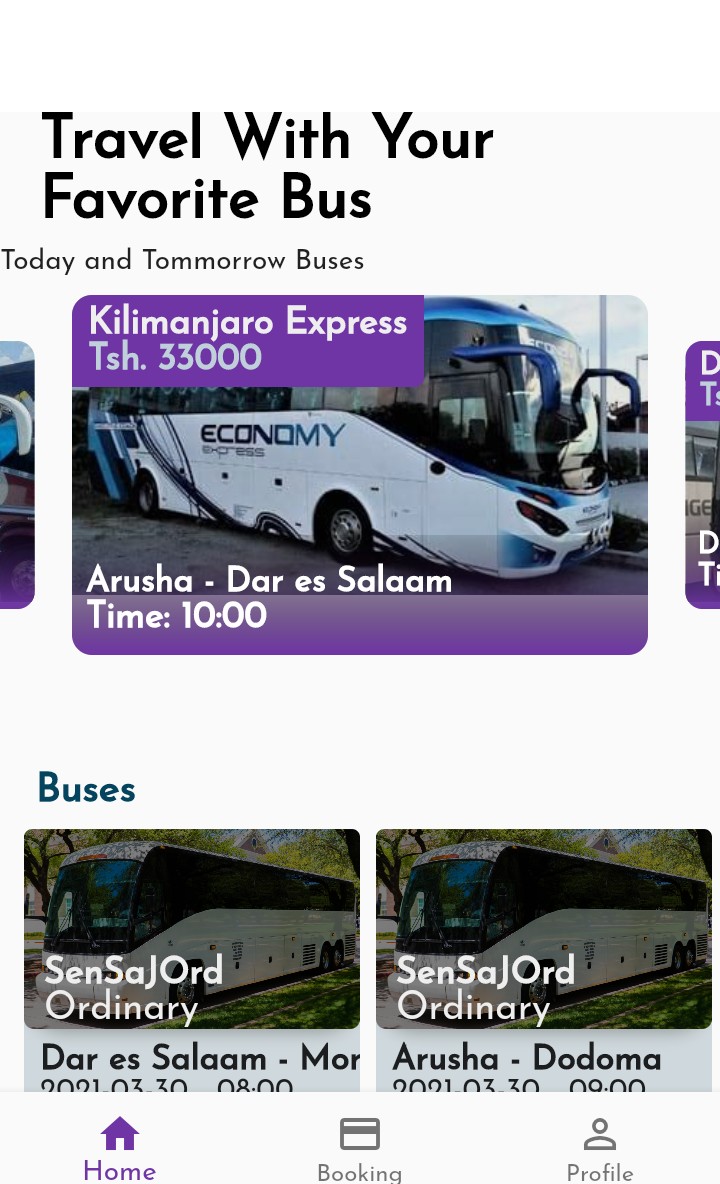 Travel With Your
Favorite Bus
Today and Tommorrow Buses
Kilimanjaro Express
Tsh. 33000
ECONOMY
express
Arusha - Dar es Salaam
Time: 10:00
Buses
SenSaJOrd
Ordinary
SenSaJOrd
Ordinary
Dar es Salaam - Mor
Arusha - Dodoma
2021-03-30 08:00
2021-03-30 09:00
Home
Booking
Profile